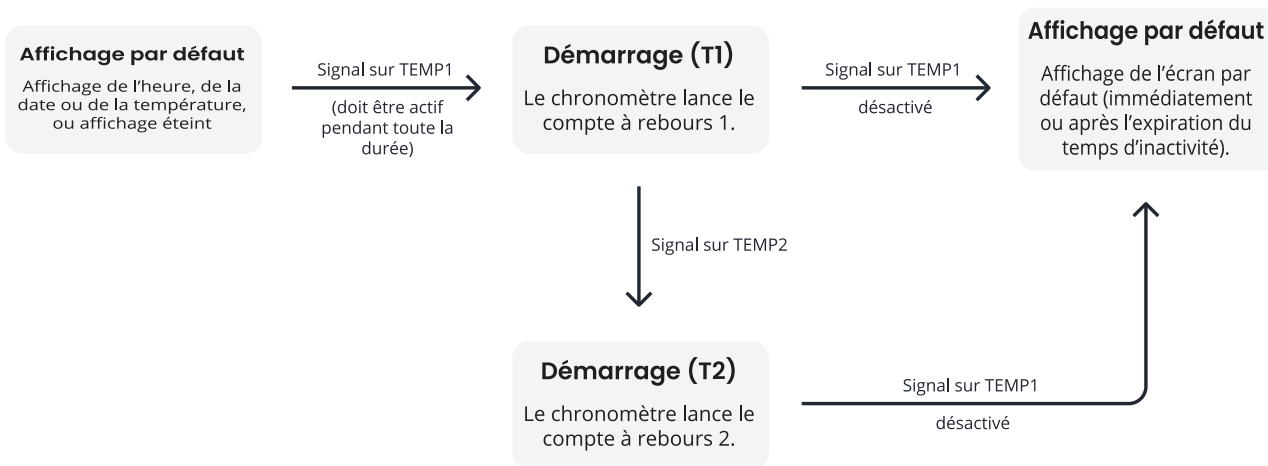 Affichage par défaut
Affichage de l'heure, de la
date ou de la température,
ou affichage éteint
Signal sur TEMP1
(doit être actif
pendant toute la
durée)
Démarrage (T1)
Le chronomètre lance le
compte à rebours 1.
Signal sur TEMP1
désactivé
Affichage par défaut
Affichage de l'écran par
défaut (immédiatement
ou après l'expiration du
temps d'inactivité).
Signal sur TEMP2
Démarrage (T2)
Le chronomètre lance le
compte à rebours 2.
Signal sur TEMP1
désactivé